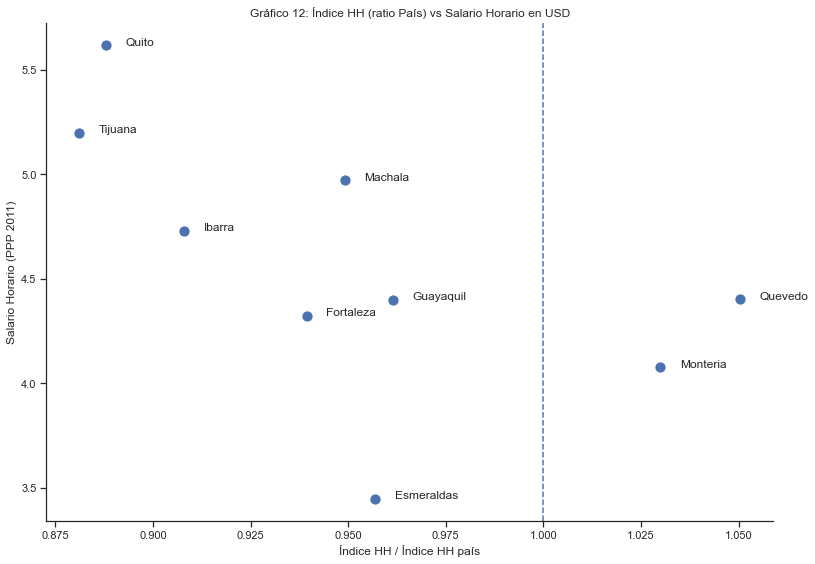 Gráfico 12: Índice HH (ratio País) vs Salario Horario en USD
Quito
5.5
Tijuana
5.0
Machala
Salario Horario (PPP 2011)
Ibarra
4.5
Guayaquil
Quevedo
Fortaleza
Monteria
4.0
Esmeraldas
3.5
0.875 0.900 0.925 0.950 0.975 1.000 1.025 1.050
Índice HH / Índice HH país